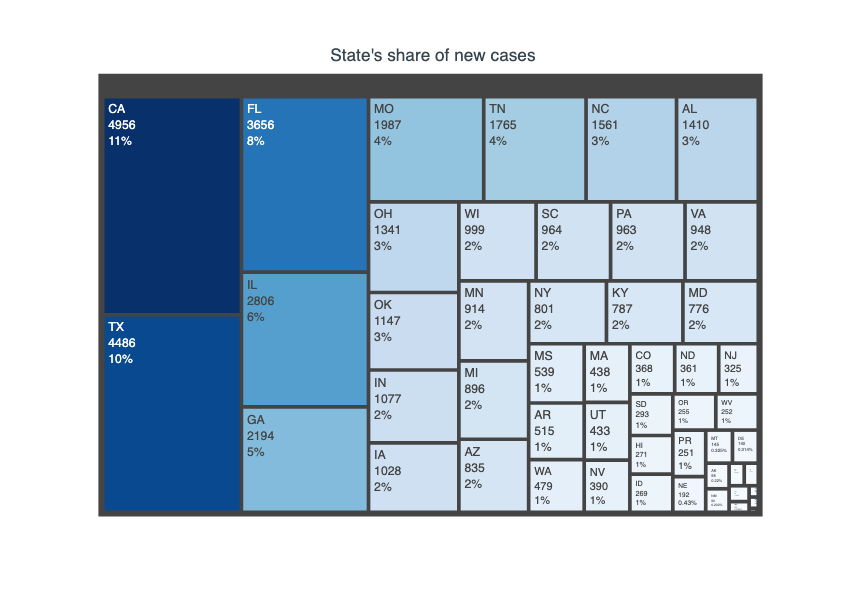 State's share of new cases
CA
4956
11%
TX
4486
10%
FL
3656
8%
IL
2806
6%
GA
2194
5%
MO
1987
4%
TN
1765
4%
NC
1561
3%
AL
1410
3%
OH
1341
3%
OK
1147
3%
IN
1077
2%
IA
1028
2%
WI
999
2%
SC
964
2%
PA
963
2%
VA
948
2%
MN
914
2%
MI
896
2%
AZ
835
2%
NY
801
2%
KY
787
2%
MD
776
2%
MS
539
1%
AR
515
1%
WA
479
1%
MA
438
1%
UT
433
1%
NV
390
1%
CO
368
1%
ND
361
1%
NJ
325
1%
SD
293
1%
HI
271
1%
ID
269
1%
OR
255
1%
WV
252
1%
PR
251
1%
NE
192
0.43%
MT
DE